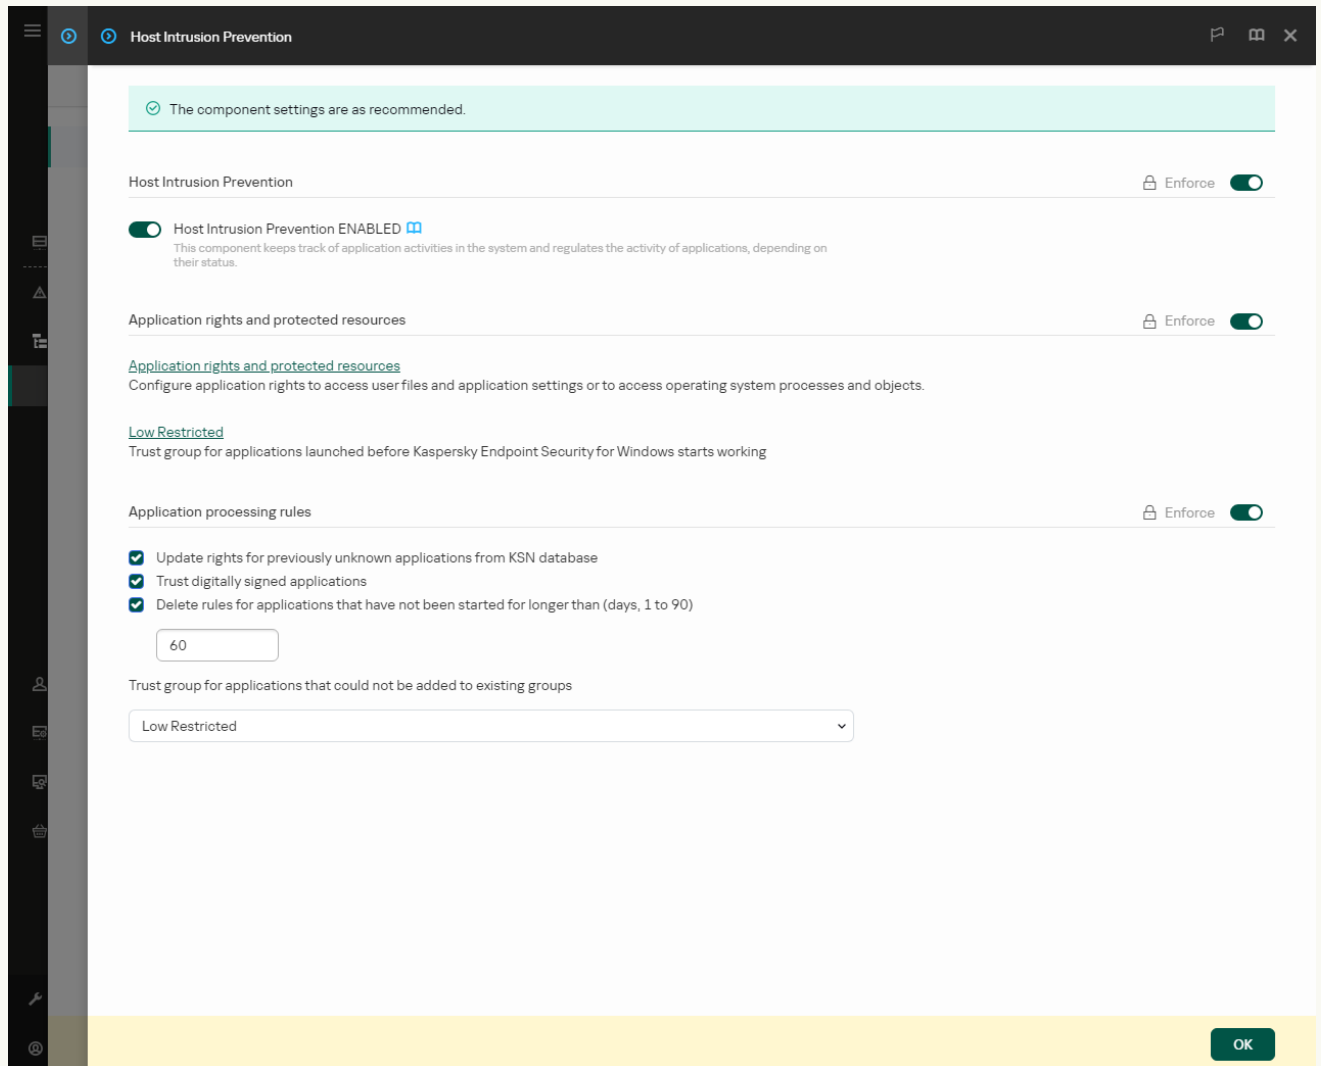 Host Intrusion Prevention
The component settings are as recommended.
Host Intrusion Prevention
Enforce
Host Intrusion Prevention ENABLED
This component keeps track of application activities in the system and regulates the activity of applications, depending on
their status.
Application rights and protected resources
Enforce
Application rights and protected resources
Configure application rights to access user files and application settings or to access operating system processes and objects.
Low Restricted
Trust group for applications launched before Kaspersky Endpoint Security for Windows starts working
Application processing rules
Enforce
Update rights for previously unknown applications from KSN database
Trust digitally signed applications
Delete rules for applications that have not been started for longer than (days, 1 to 90)
60
Trust group for applications that could not be added to existing groups
Low Restricted
OK